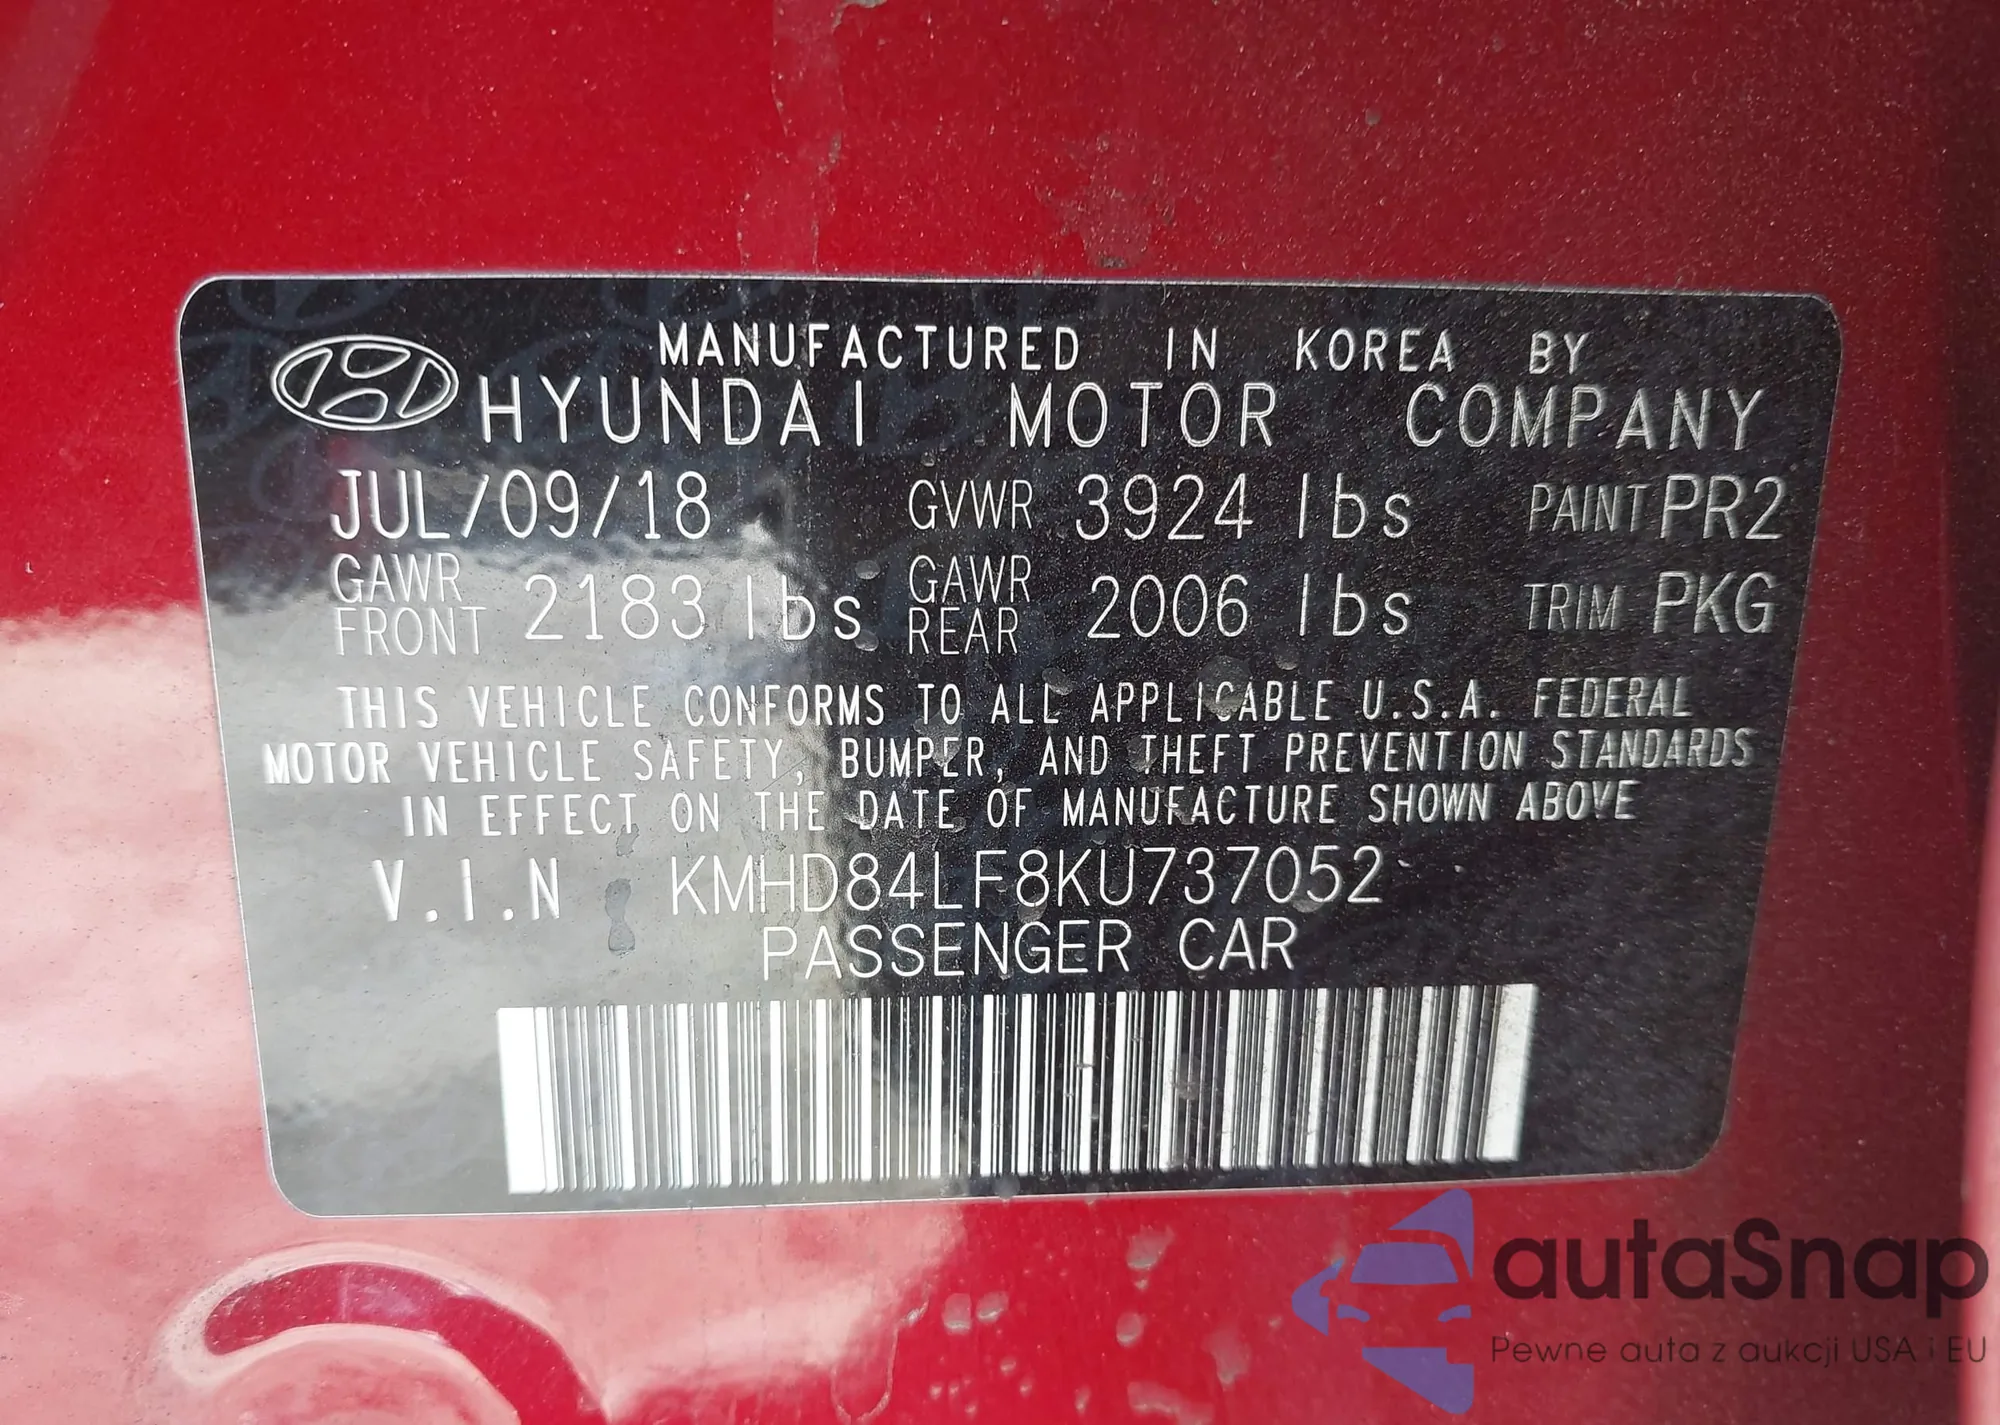 MANUFACTURED IN KOREA BY
HYUNDAI MOTOR COMPANY
JUL/09/18 GVWR 3924 lbs PAINT PR2
GAWR FRONT 2183 lbs GAWR REAR 2006 lbs TRIM PKG
THIS VEHICLE CONFORMS TO ALL APPLICABLE U.S.A. FEDERAL
MOTOR VEHICLE SAFETY, BUMPER, AND THEFT PREVENTION STANDARDS
IN EFFECT ON THE DATE OF MANUFACTURE SHOWN ABOVE
V.I.N KMHD84LF8KU737052
PASSENGER CAR
autaSnap
Pewne auta z aukcji USA i EU